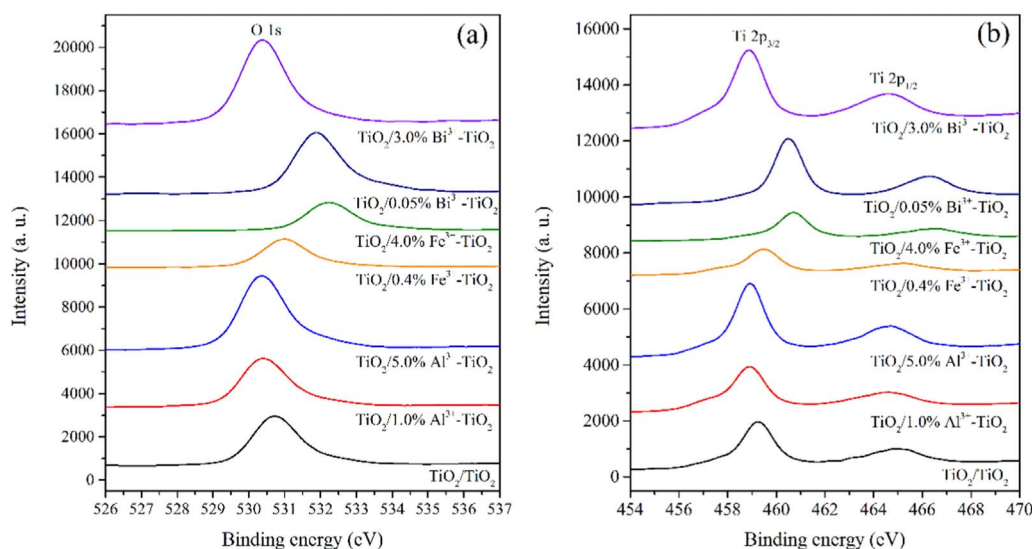 (a)
O 1s
20000
18000
16000
14000
12000
10000
8000
6000
4000
2000
0
Intensity (a. u.)
TiO2/3.0% Bi3 -TiO2
TiO2/0.05% Bi3 -TiO2
TiO2/4.0% Fe3+-TiO2
TiO2/0.4% Fe3 -TiO2
TiO2/5.0% Al3 -TiO2
TiO2/1.0% Al3+-TiO2
TiO2/TiO2
526 527 528 529 530 531 532 533 534 535 536 537
Binding energy (eV)
(b)
Ti 2p3/2
Ti 2p1/2
16000
14000
12000
10000
8000
6000
4000
2000
0
Intensity (a. u.)
TiO2/3.0% Bi3 -TiO2
TiO2/0.05% Bi3+-TiO2
TiO2/4.0% Fe3+-TiO2
TiO2/0.4% Fe3 -TiO2
TiO2/5.0% Al3 -TiO2
TiO2/1.0% Al3+-TiO2
TiO2/TiO2
454 456 458 460 462 464 466 468 470
Binding energy (eV)